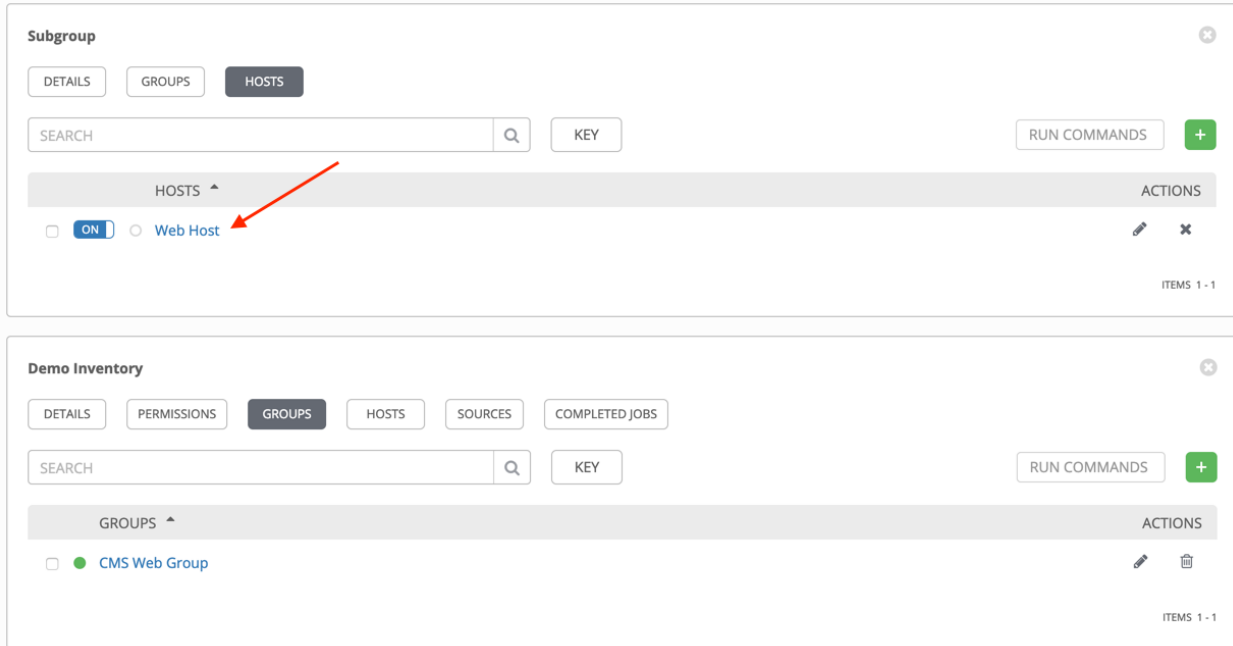 Subgroup
DETAILS GROUPS HOSTS
SEARCH KEY RUN COMMANDS +
HOSTS ACTIONS
ON Web Host
ITEMS 1 - 1
Demo Inventory
DETAILS PERMISSIONS GROUPS HOSTS SOURCES COMPLETED JOBS
SEARCH KEY RUN COMMANDS +
GROUPS ACTIONS
CMS Web Group
ITEMS 1 - 1